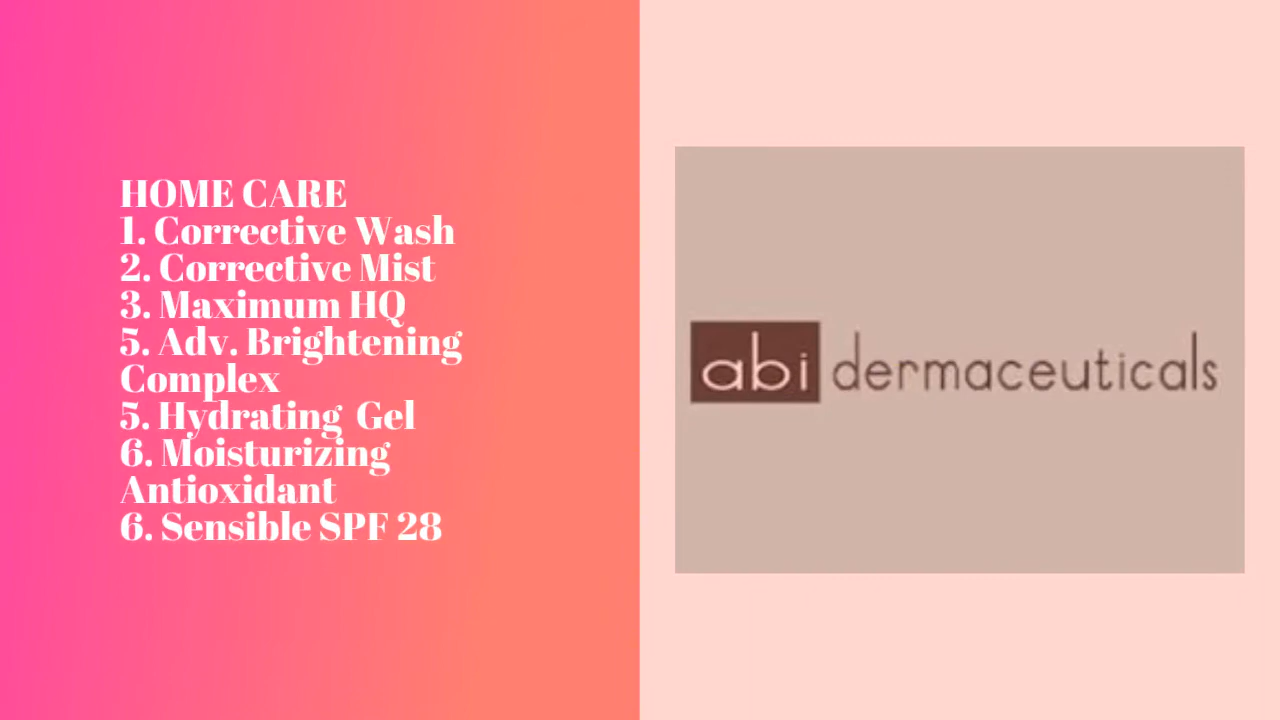 HOME CARE
1. Corrective Wash
2. Corrective Mist
3. Maximum HQ
5. Adv. Brightening
Complex
5. Hydrating Gel
6. Moisturizing
Antioxidant
6. Sensible SPF 28
abi dermaceuticals